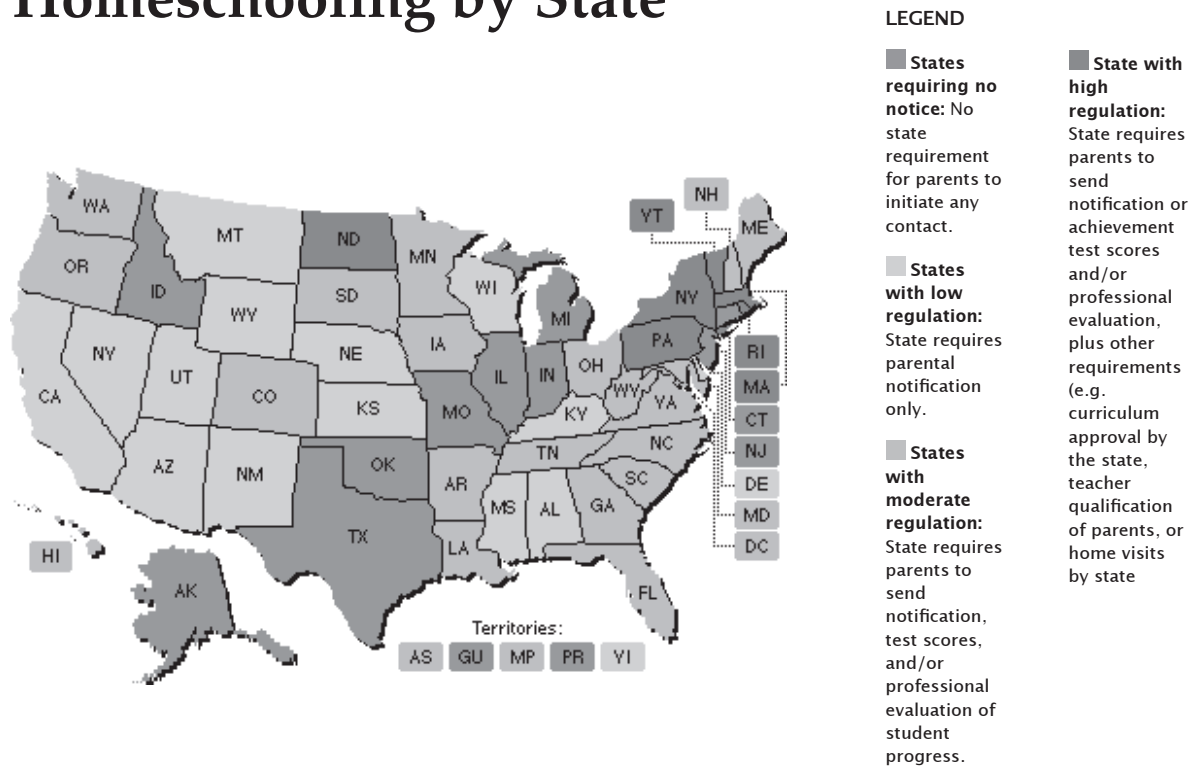 Homeschooling by State
LEGEND
States
requiring no
notice: No
state
requirement
for parents to
initiate any
contact.
States
with low
regulation:
State requires
parental
notification
only.
States
with
moderate
regulation:
State requires
parents to
send
notification,
test scores,
and/or
professional
evaluation of
student
progress.
State with
high
regulation:
State requires
parents to
send
notification or
achievement
test scores
and/or
professional
evaluation,
plus other
requirements
(e.g.
curriculum
approval by
the state,
teacher
qualification
of parents, or
home visits
by state
WA
OR
CA
NV
ID
MT
WY
UT
AZ
CO
NM
ND
SD
NE
KS
OK
TX
MN
IA
MO
AR
LA
WI
IL
MI
IN
OH
KY
TN
MS
AL
GA
FL
SC
NC
VA
WV
PA
NY
VT
NH
ME
RI
MA
CT
NJ
DE
MD
DC
HI
AK
Territories:
AS GU MP PR VI